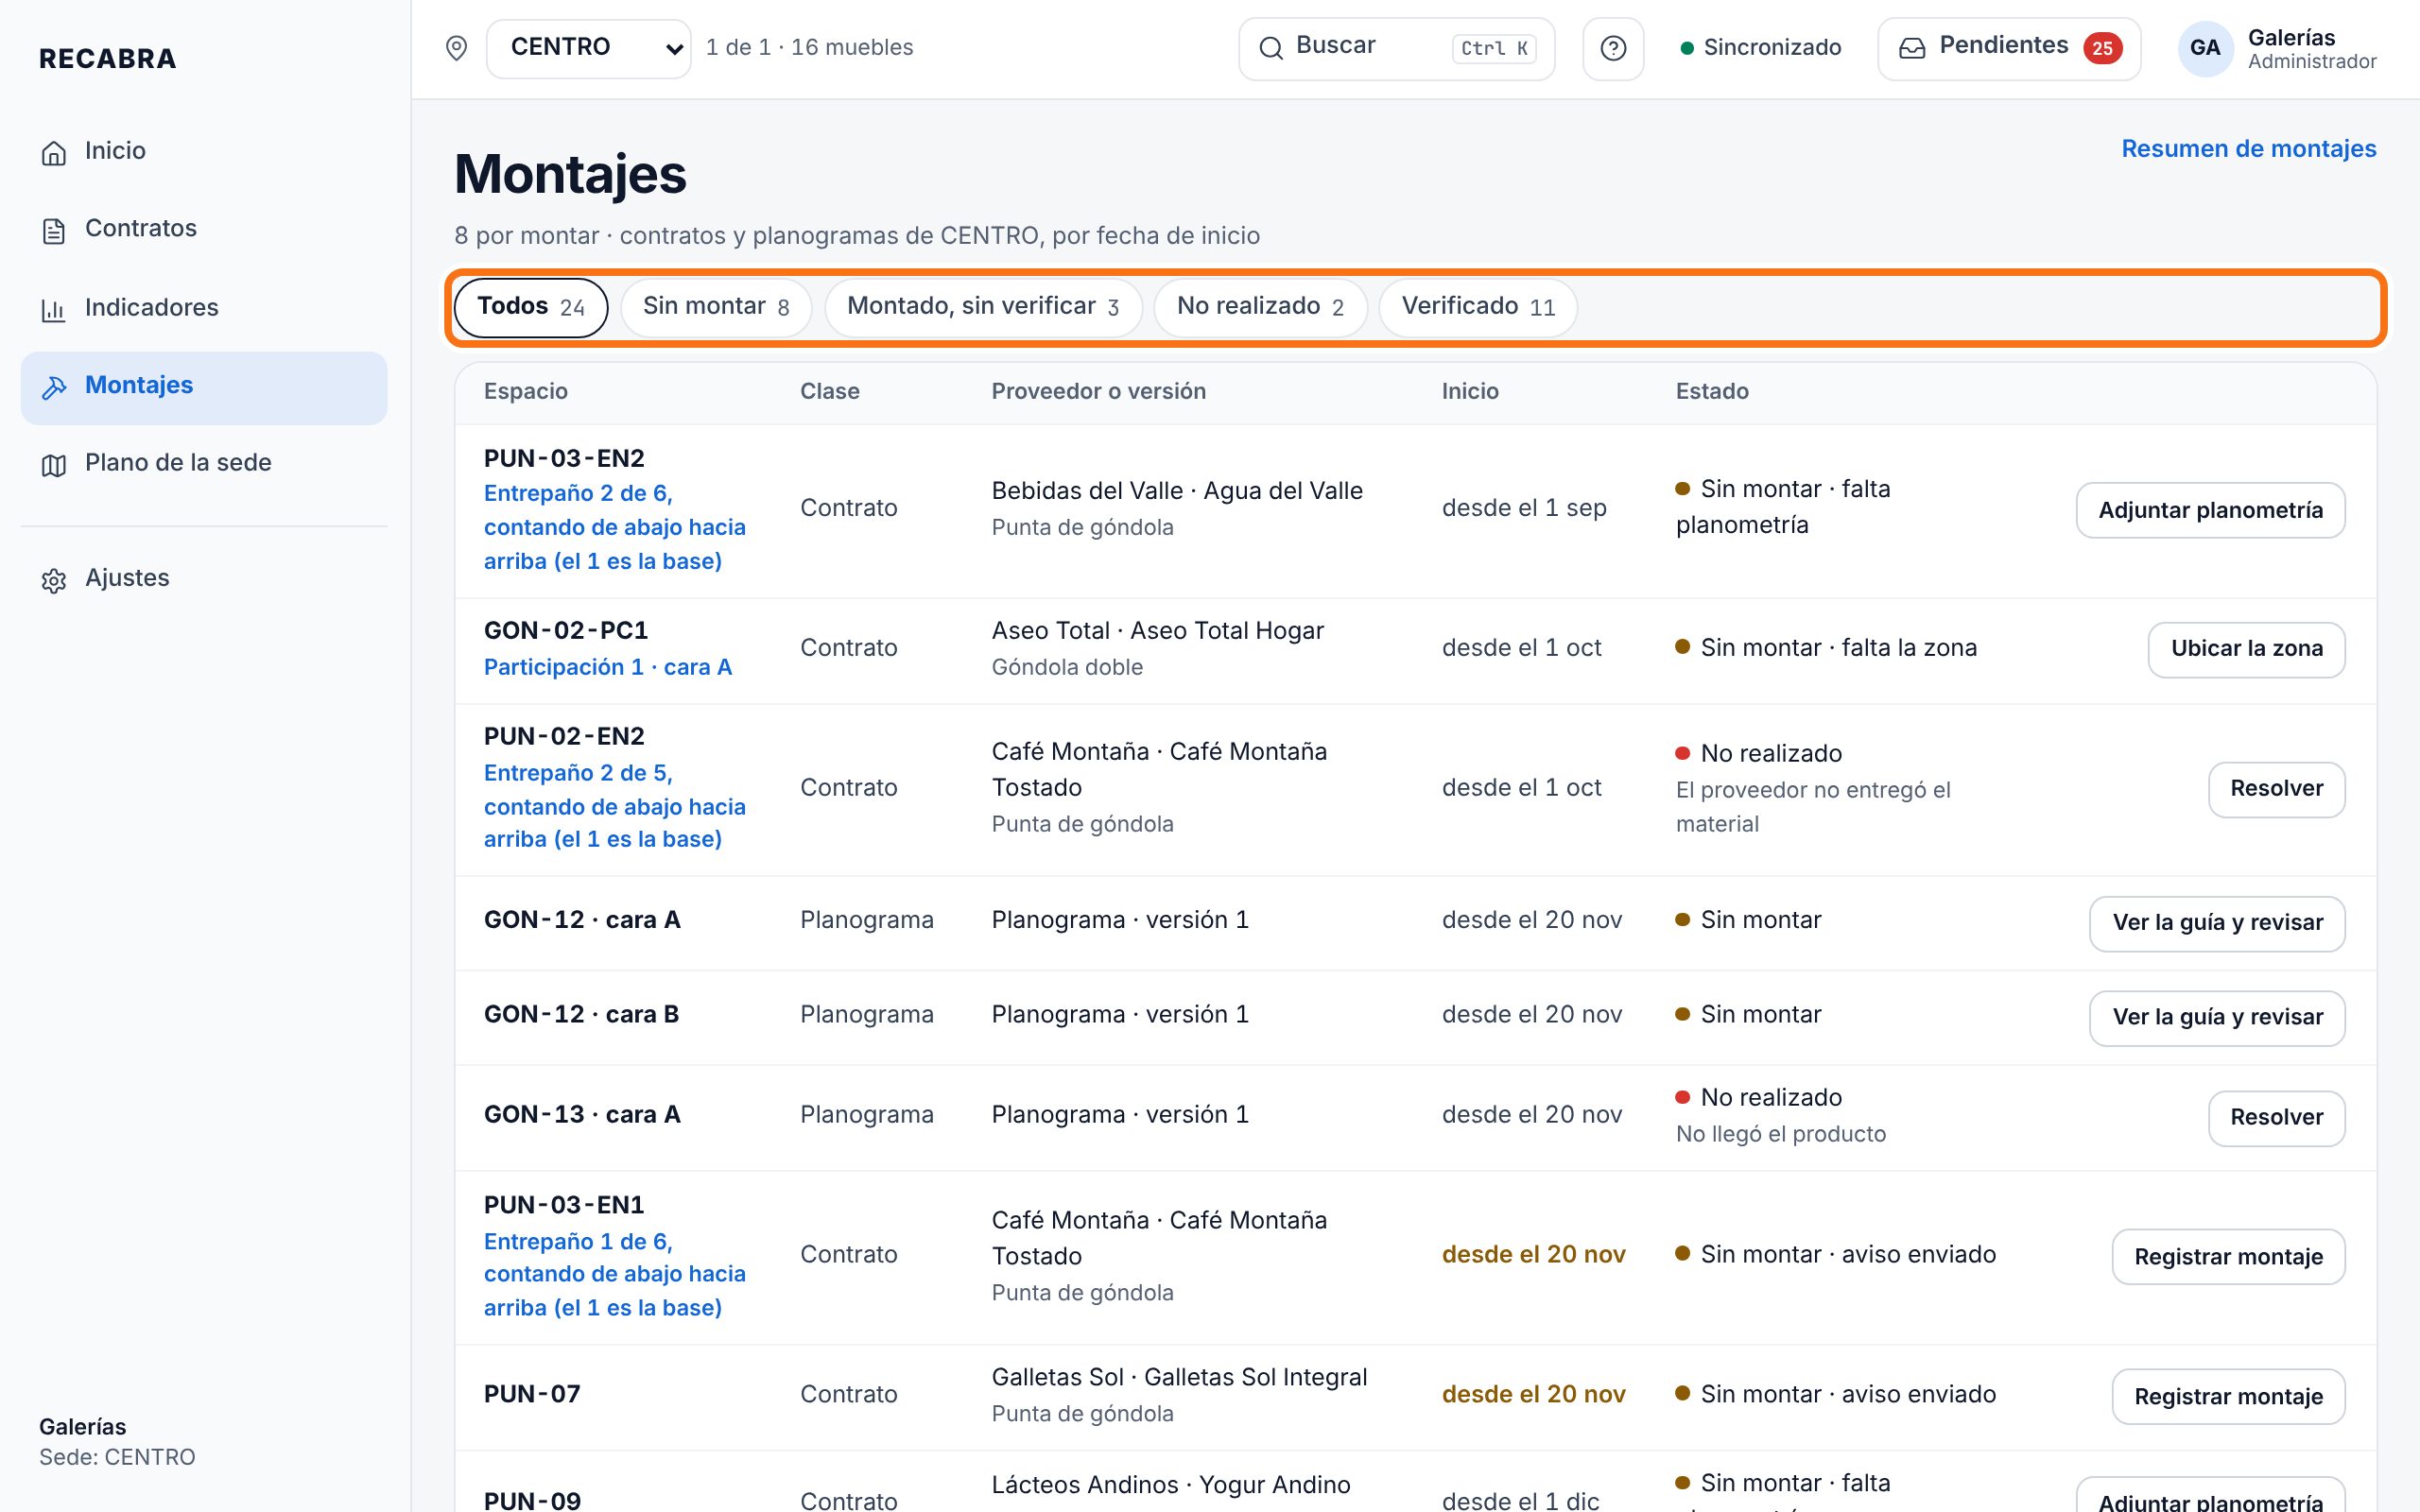 RECABRA
CENTRO
1 de 1 · 16 muebles
Buscar
Ctrl K
Sincronizado
Pendientes 25
GA
Galerías
Administrador
Inicio
Contratos
Indicadores
Montajes
Plano de la sede
Ajustes
Galerías
Sede: CENTRO
Montajes
Resumen de montajes
8 por montar · contratos y planogramas de CENTRO, por fecha de inicio
Todos 24
Sin montar 8
Montado, sin verificar 3
No realizado 2
Verificado 11
Espacio
Clase
Proveedor o versión
Inicio
Estado
PUN-03-EN2
Entrepaño 2 de 6,
contando de abajo hacia
arriba (el 1 es la base)
Contrato
Bebidas del Valle · Agua del Valle
Punta de góndola
desde el 1 sep
Sin montar · falta
planometría
Adjuntar planometría
GON-02-PC1
Participación 1 · cara A
Contrato
Aseo Total · Aseo Total Hogar
Góndola doble
desde el 1 oct
Sin montar · falta la zona
Ubicar la zona
PUN-02-EN2
Entrepaño 2 de 5,
contando de abajo hacia
arriba (el 1 es la base)
Contrato
Café Montaña · Café Montaña
Tostado
Punta de góndola
desde el 1 oct
No realizado
El proveedor no entregó el
material
Resolver
GON-12 · cara A
Planograma
Planograma · versión 1
desde el 20 nov
Sin montar
Ver la guía y revisar
GON-12 · cara B
Planograma
Planograma · versión 1
desde el 20 nov
Sin montar
Ver la guía y revisar
GON-13 · cara A
Planograma
Planograma · versión 1
desde el 20 nov
No realizado
No llegó el producto
Resolver
PUN-03-EN1
Entrepaño 1 de 6,
contando de abajo hacia
arriba (el 1 es la base)
Contrato
Café Montaña · Café Montaña
Tostado
Punta de góndola
desde el 20 nov
Sin montar · aviso enviado
Registrar montaje
PUN-07
Contrato
Galletas Sol · Galletas Sol Integral
Punta de góndola
desde el 20 nov
Sin montar · aviso enviado
Registrar montaje
PUN-09
Contrato
Lácteos Andinos · Yogur Andino
desde el 1 dic
Sin montar · falta
Adjuntar planometría